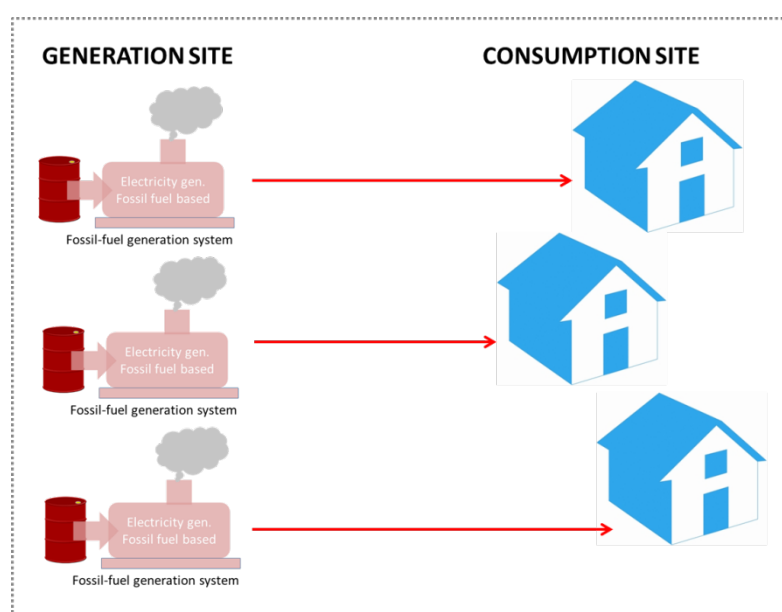 GENERATION SITE
CONSUMPTION SITE
Electricity gen.
Fossil fuel based
Fossil-fuel generation system
Electricity gen.
Fossil fuel based
Fossil-fuel generation system
Electricity gen.
Fossil fuel based
Fossil-fuel generation system